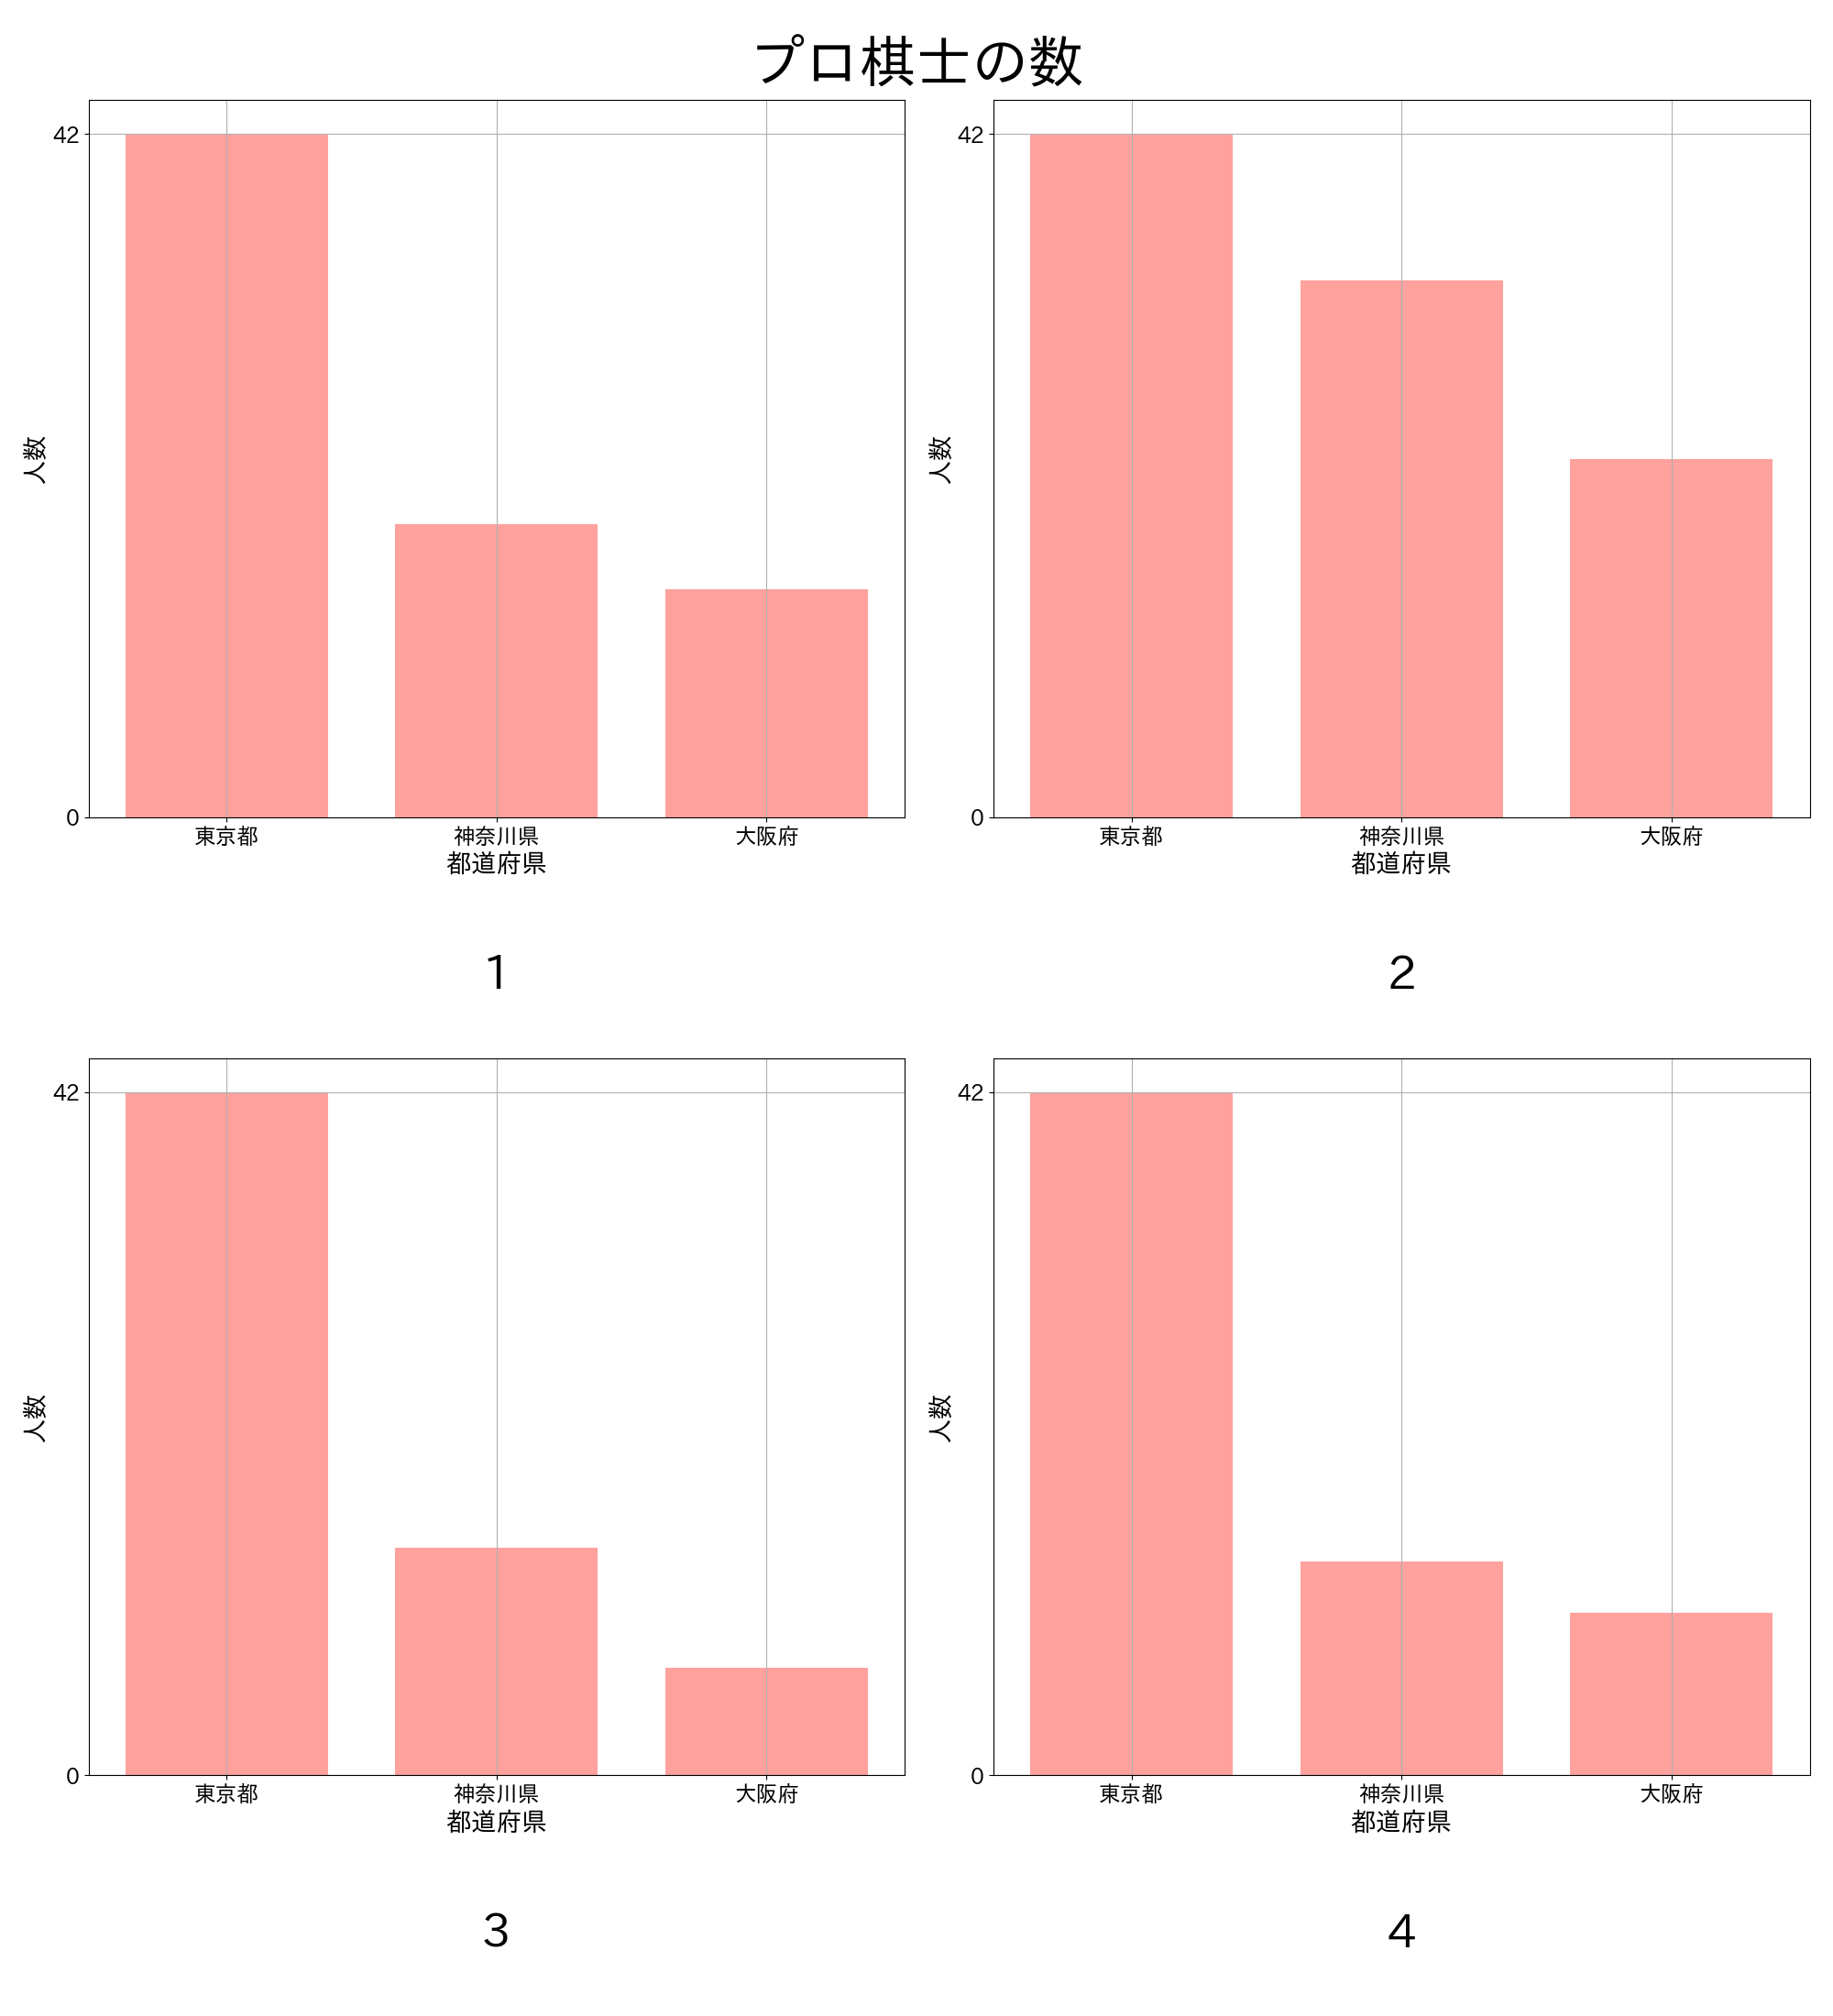 プロ棋士の数
42
人数
0
東京都 神奈川県 大阪府
都道府県
1
42
人数
0
東京都 神奈川県 大阪府
都道府県
2
42
人数
0
東京都 神奈川県 大阪府
都道府県
3
42
人数
0
東京都 神奈川県 大阪府
都道府県
4